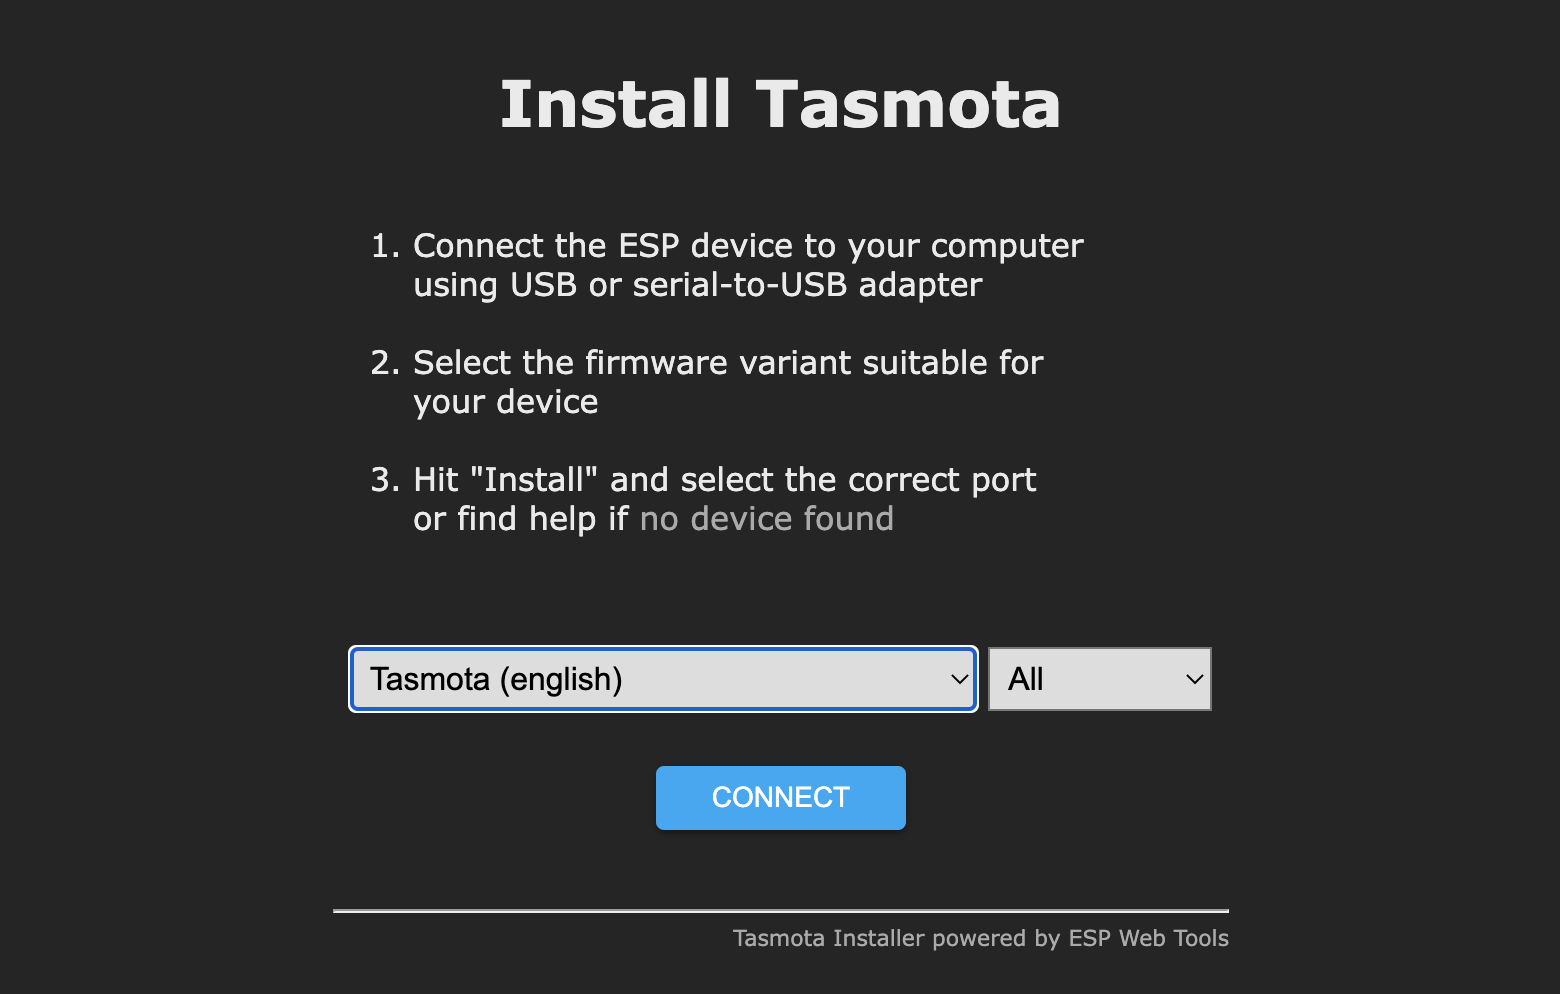 Install Tasmota
1. Connect the ESP device to your computer
using USB or serial-to-USB adapter
2. Select the firmware variant suitable for
your device
3. Hit "Install" and select the correct port
or find help if no device found
Tasmota (english)
All
CONNECT
Tasmota Installer powered by ESP Web Tools